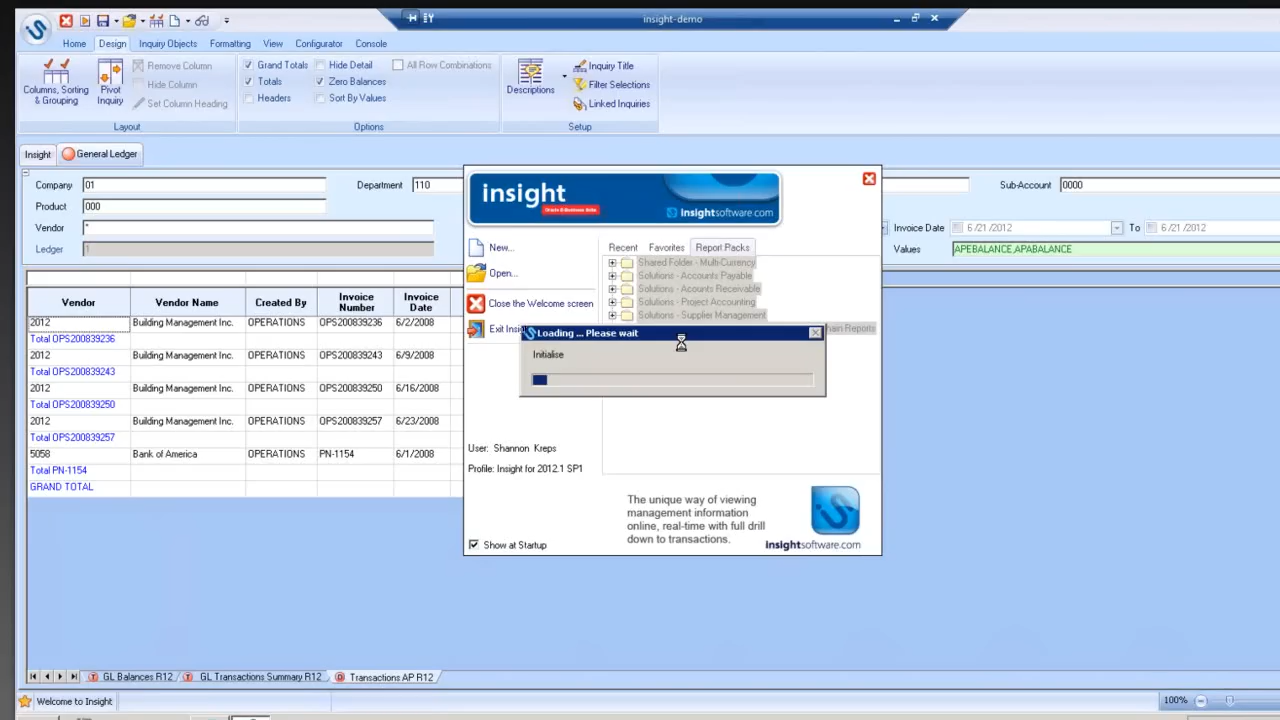 insight-demo
Home Design Inquiry Objects Formatting View Configurator Console
Columns, Sorting & Grouping
Pivot Inquiry
Remove Column
Hide Column
Set Column Heading
Layout
Grand Totals Hide Detail All Row Combinations
Totals Zero Balances
Headers Sort By Values
Options
Descriptions
Inquiry Title
Filter Selections
Linked Inquiries
Setup
Insight General Ledger
Company 01 Department 110 Sub-Account 0000
Product 000
Vendor * Invoice Date 6 /21 /2012 To 6 /21 /2012
Ledger 1 Values APEBALANCE,APABALANCE
Vendor Vendor Name Created By Invoice Number Invoice Date
2012 Building Management Inc. OPERATIONS OPS200839236 6/2/2008
Total OPS200839236
2012 Building Management Inc. OPERATIONS OPS200839243 6/9/2008
Total OPS200839243
2012 Building Management Inc. OPERATIONS OPS200839250 6/16/2008
Total OPS200839250
2012 Building Management Inc. OPERATIONS OPS200839257 6/23/2008
Total OPS200839257
5058 Bank of America OPERATIONS PN-1154 6/1/2008
Total PN-1154
GRAND TOTAL
insight
Oracle E-Business Suite
insightsoftware.com
New...
Open...
Close the Welcome screen
Exit Insi
Recent Favorites Report Packs
Shared Folder - Multi-Currency
Solutions - Accounts Payable
Solutions - Accounts Receivable
Solutions - Project Accounting
Solutions - Supplier Management
hain Reports
Loading ... Please wait
Initialise
User: Shannon Kreps
Profile: Insight for 2012.1 SP1
The unique way of viewing
management information
online, real-time with full drill
down to transactions.
insightsoftware.com
Show at Startup
GL Balances R12 GL Transactions Summary R12 Transactions AP R12
Welcome to Insight 100%